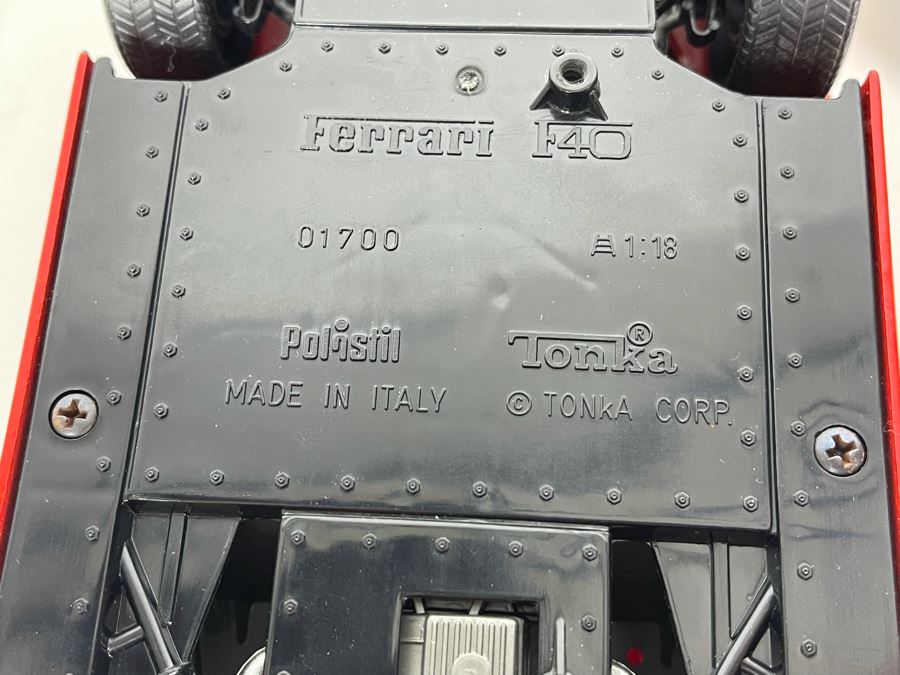 Ferrari F40
01700 1:18
Polistil Tonka®
MADE IN ITALY © TONKA CORP.